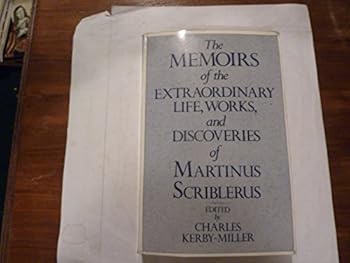 The
MEMOIRS
of the
EXTRAORDINARY
LIFE, WORKS,
and
DISCOVERIES
of
MARTINUS
SCRIBLERUS
EDITED
by
CHARLES
KERBY-MILLER